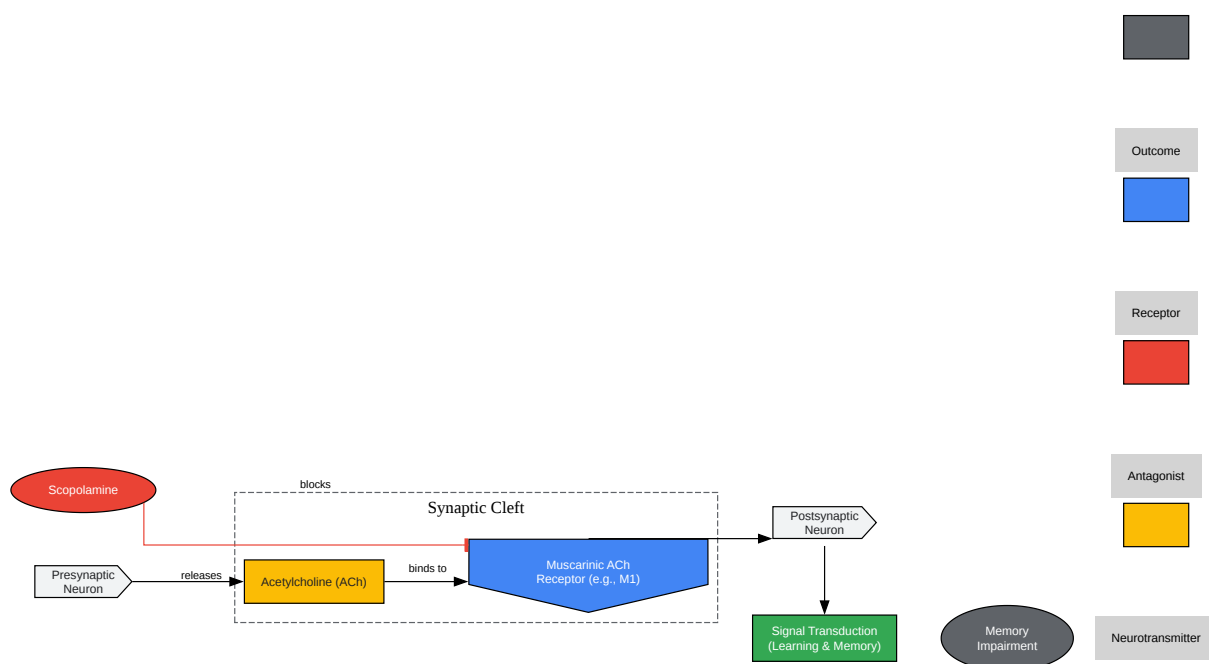 Outcome
Receptor
Antagonist
blocks
Scopolamine
Synaptic Cleft
Postsynaptic
Neuron
Muscarinic ACh
Receptor (e.g., M1)
binds to
releases
Presynaptic
Neuron
Acetylcholine (ACh)
Signal Transduction
(Learning & Memory)
Memory
Impairment
Neurotransmitter